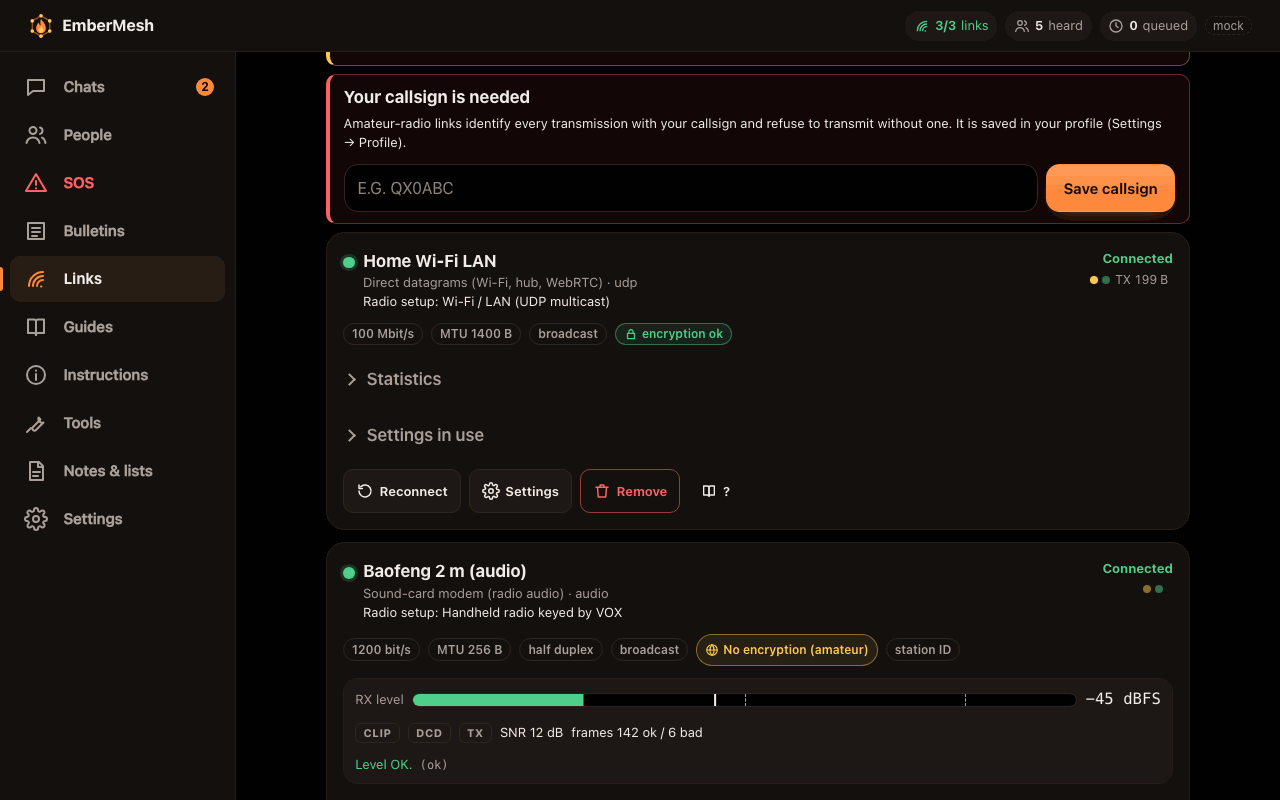 EmberMesh
3/3 links
5 heard
0 queued
mock
Chats
2
People
SOS
Bulletins
Links
Guides
Instructions
Tools
Notes & lists
Settings
Your callsign is needed
Amateur-radio links identify every transmission with your callsign and refuse to transmit without one. It is saved in your profile (Settings
→ Profile).
E.G. QX0ABC
Save callsign
Home Wi-Fi LAN
Connected
Direct datagrams (Wi-Fi, hub, WebRTC) · udp
TX 199 B
Radio setup: Wi-Fi / LAN (UDP multicast)
100 Mbit/s
MTU 1400 B
broadcast
encryption ok
Statistics
Settings in use
Reconnect
Settings
Remove
?
Baofeng 2 m (audio)
Connected
Sound-card modem (radio audio) · audio
Radio setup: Handheld radio keyed by VOX
1200 bit/s
MTU 256 B
half duplex
broadcast
No encryption (amateur)
station ID
RX level
−45 dBFS
CLIP
DCD
TX
SNR 12 dB frames 142 ok / 6 bad
Level OK. (ok)